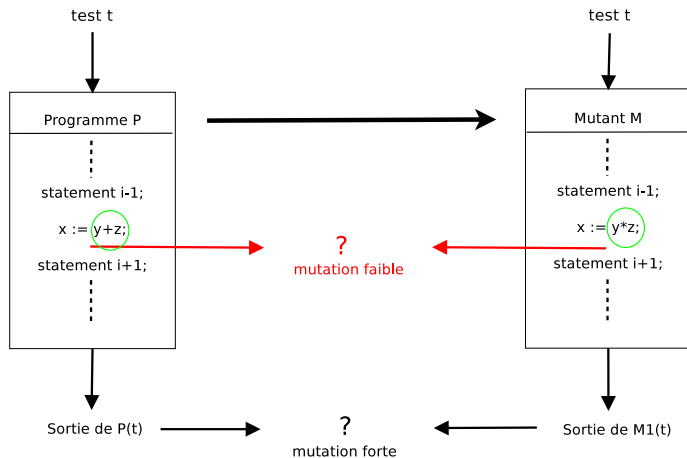 test t
test t
Programme P
Mutant M
statement i-1;
statement i-1;
x := y+z;
x := y*z;
?
mutation faible
statement i+1;
statement i+1;
Sortie de P(t)
?
mutation forte
Sortie de M1(t)